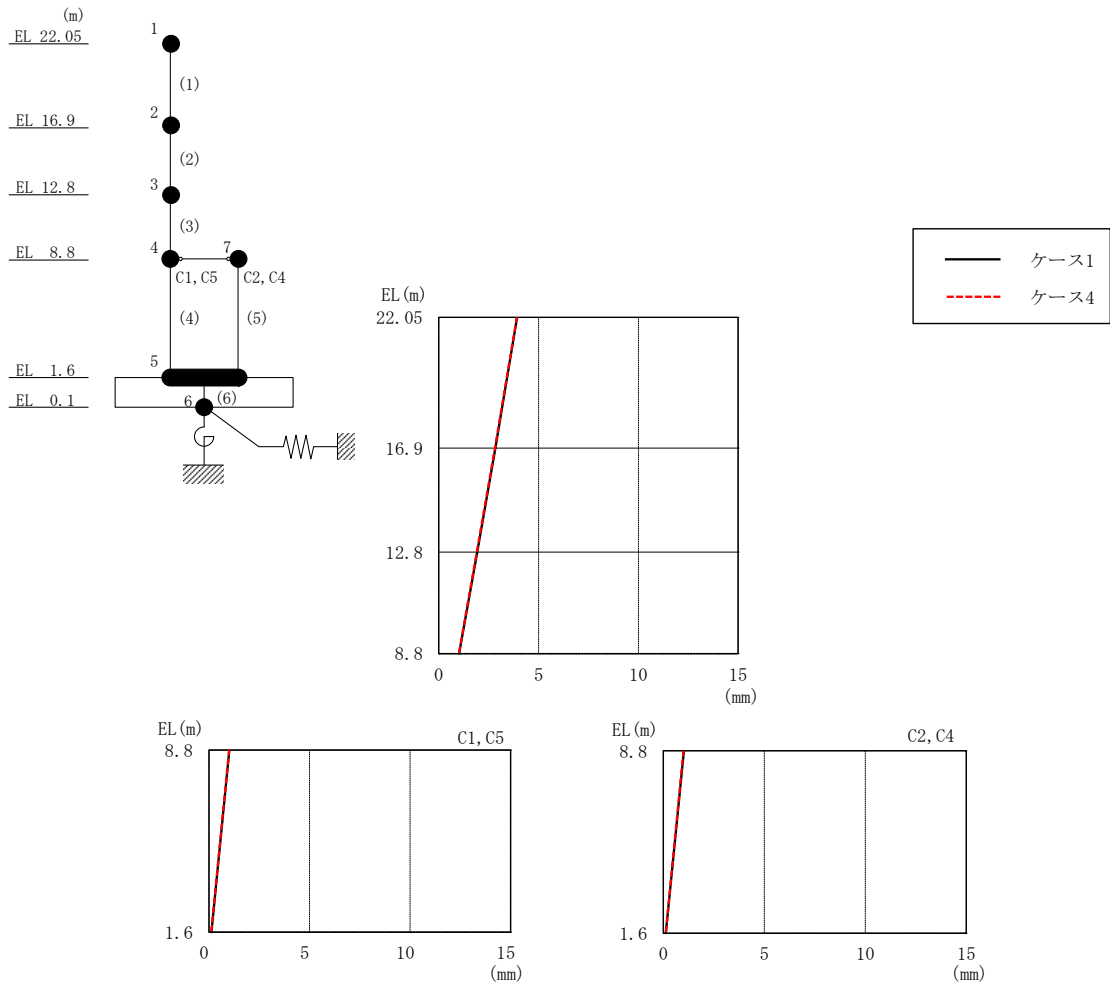 (m)
EL 22.05
1
(1)
EL 16.9
2
(2)
EL 12.8
3
(3)
EL 8.8
4
7
C1,C5
C2,C4
(4)
(5)
EL 1.6
5
EL 0.1
6
(6)
ケース1
ケース4
EL(m)
22.05
16.9
12.8
8.8
0 5 10 15
(mm)
EL(m)
C1,C5
8.8
1.6
0 5 10 15
(mm)
EL(m)
C2,C4
8.8
1.6
0 5 10 15
(mm)